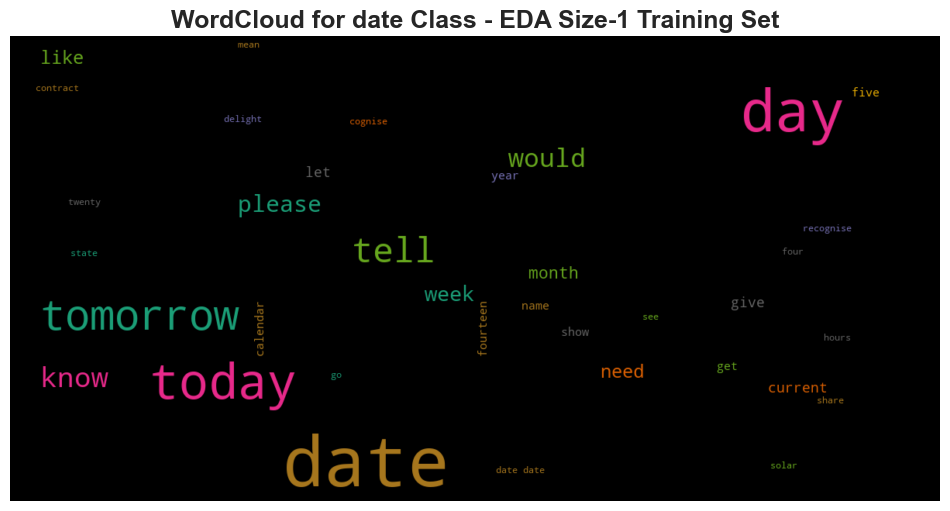 WordCloud for date Class - EDA Size-1 Training Set
mean
like
contract
day
five
delight
cognise
would
let
year
please
twenty
recognise
tell
state
four
month
week
give
name
tomorrow
calendar
fourteen
see
show
hours
know
today
go
need
get
current
share
date
date date
solar